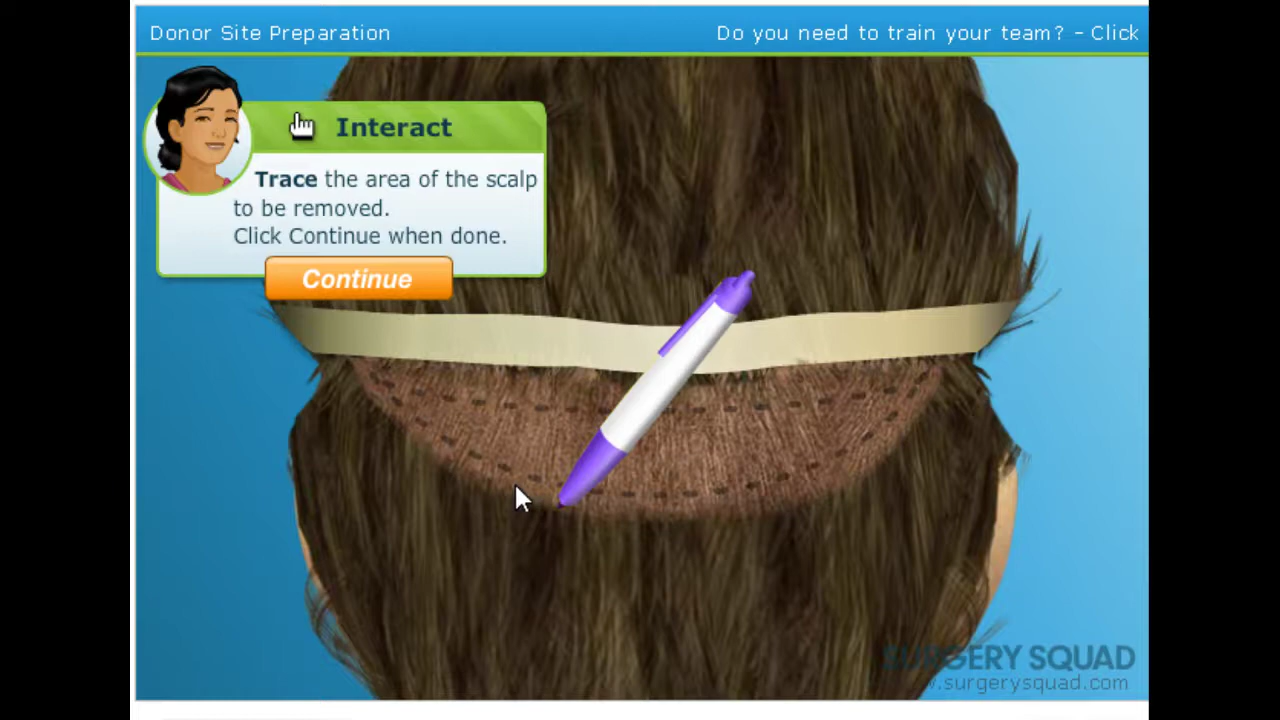 Donor Site Preparation
Do you need to train your team? - Click
Interact
Trace the area of the scalp
to be removed.
Click Continue when done.
Continue
SURGERY SQUAD
www.surgerysquad.com